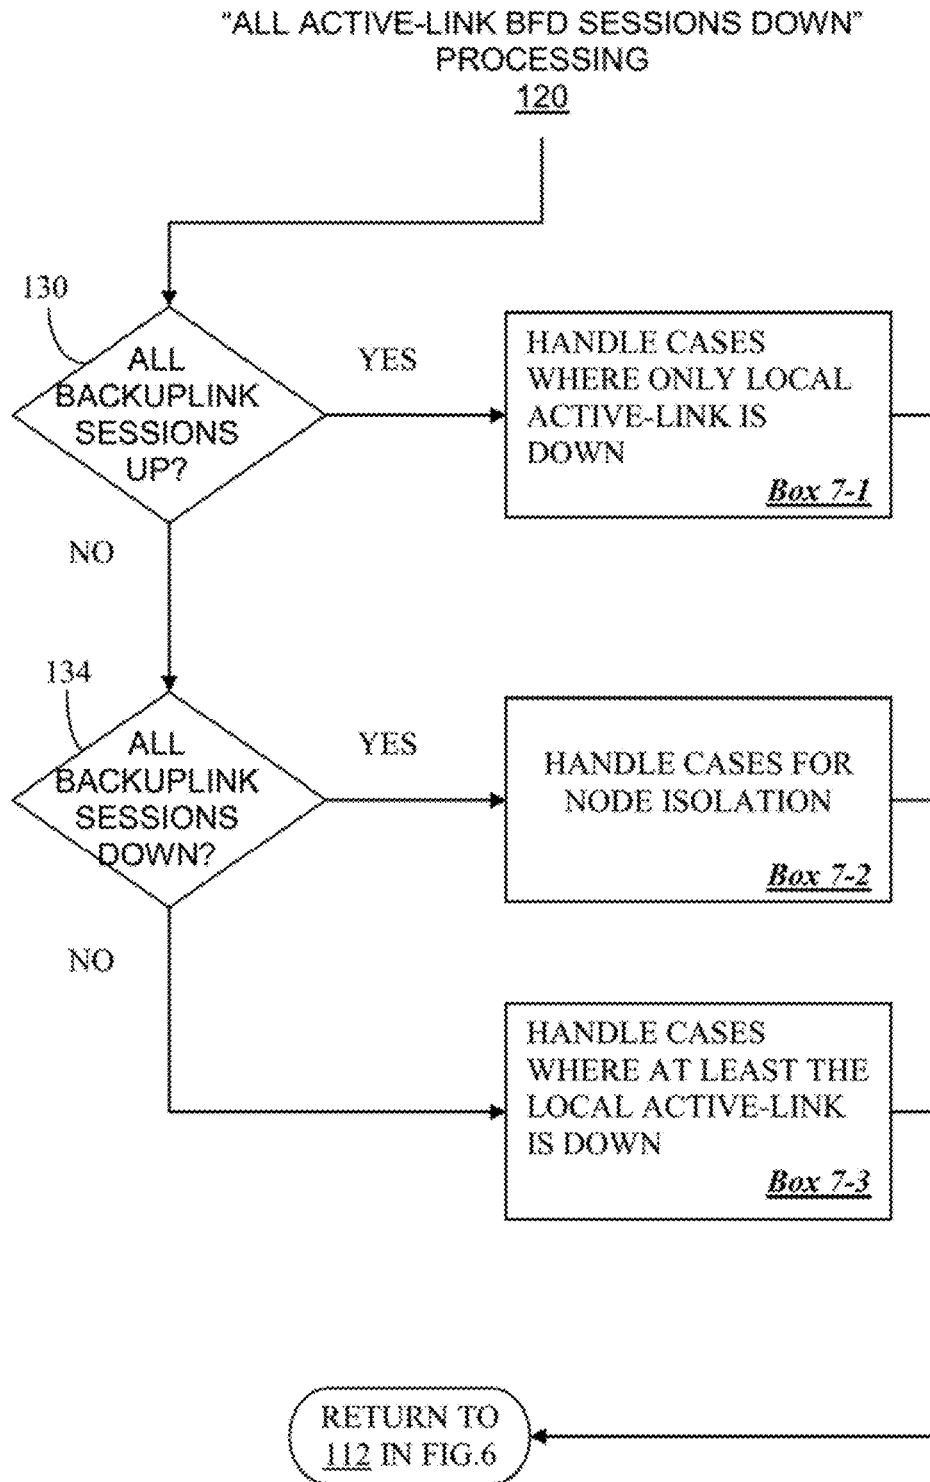 "ALL ACTIVE-LINK BFD SESSIONS DOWN"
PROCESSING
120
130
ALL
BACKUPLINK
SESSIONS
UP?
YES
HANDLE CASES
WHERE ONLY LOCAL
ACTIVE-LINK IS
DOWN
Box 7-1
NO
134
ALL
BACKUPLINK
SESSIONS
DOWN?
YES
HANDLE CASES FOR
NODE ISOLATION
Box 7-2
NO
HANDLE CASES
WHERE AT LEAST THE
LOCAL ACTIVE-LINK
IS DOWN
Box 7-3
RETURN TO
112 IN FIG.6